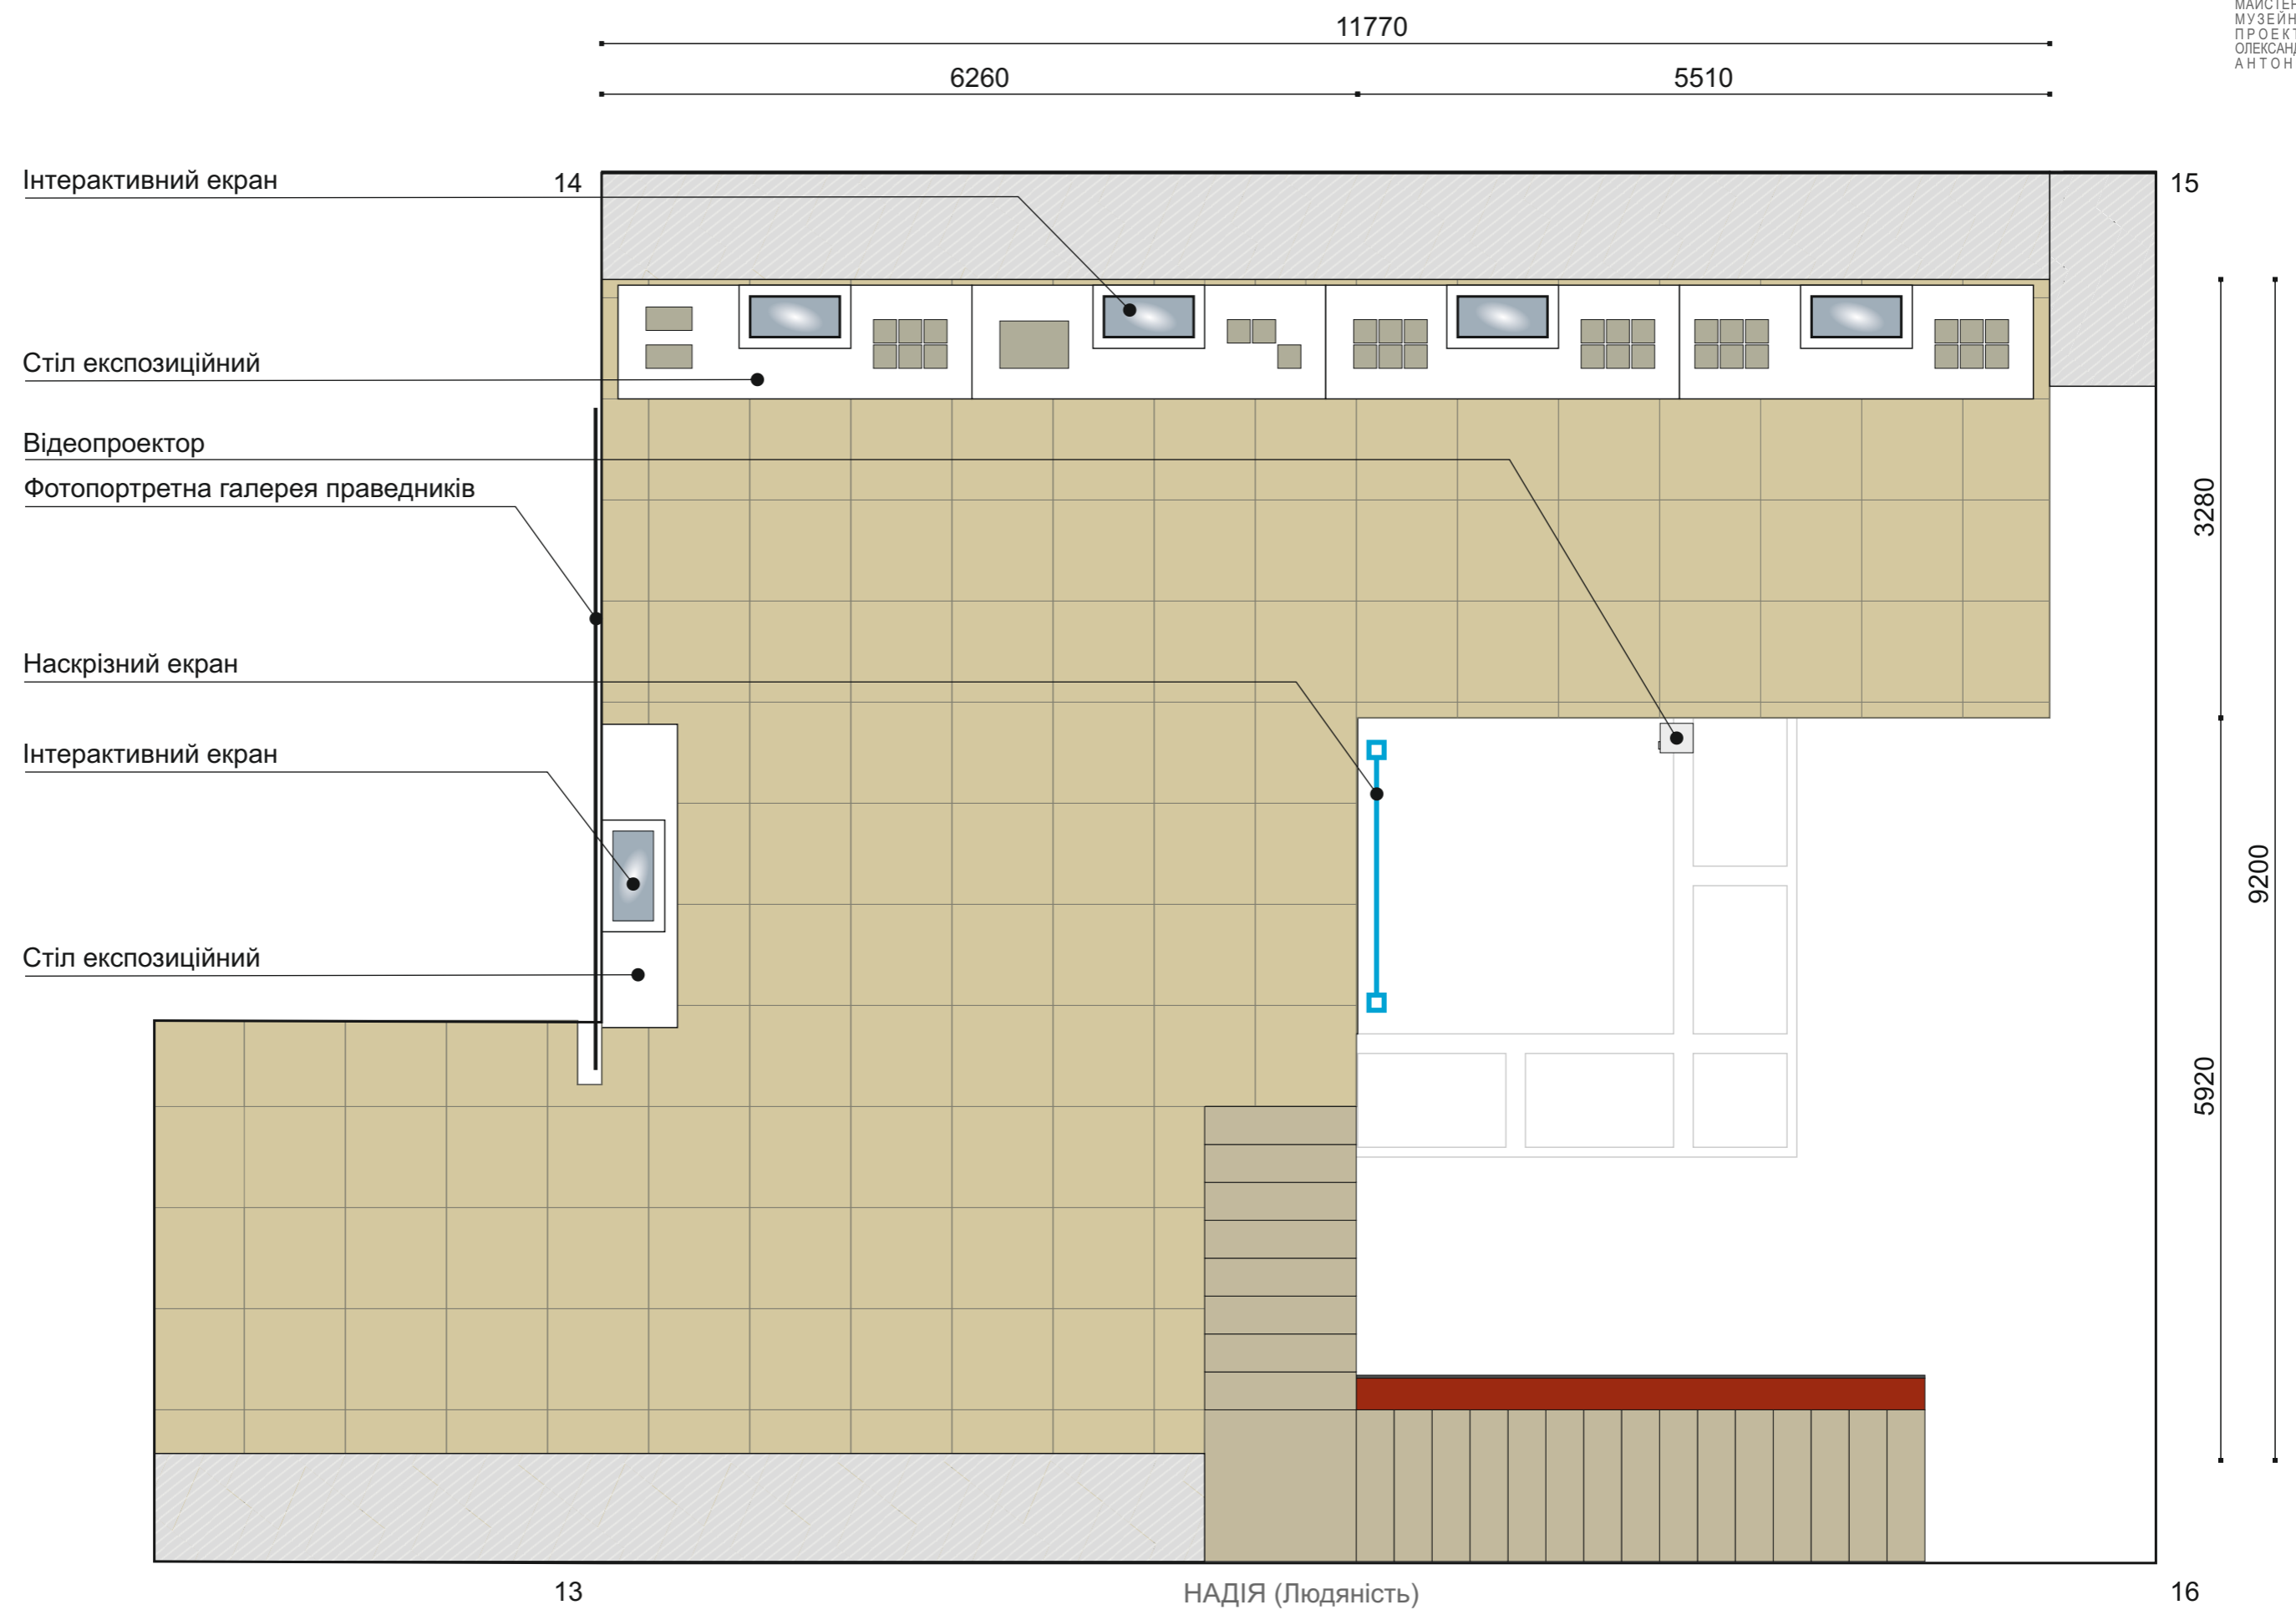 11770
6260
5510
Інтерактивний екран
14
15
Стіл експозиційний
Відеопроектор
Фотопортретна галерея праведників
3280
Наскрізний екран
Інтерактивний екран
9200
Стіл експозиційний
5920
13
НАДІЯ (Людяність)
16